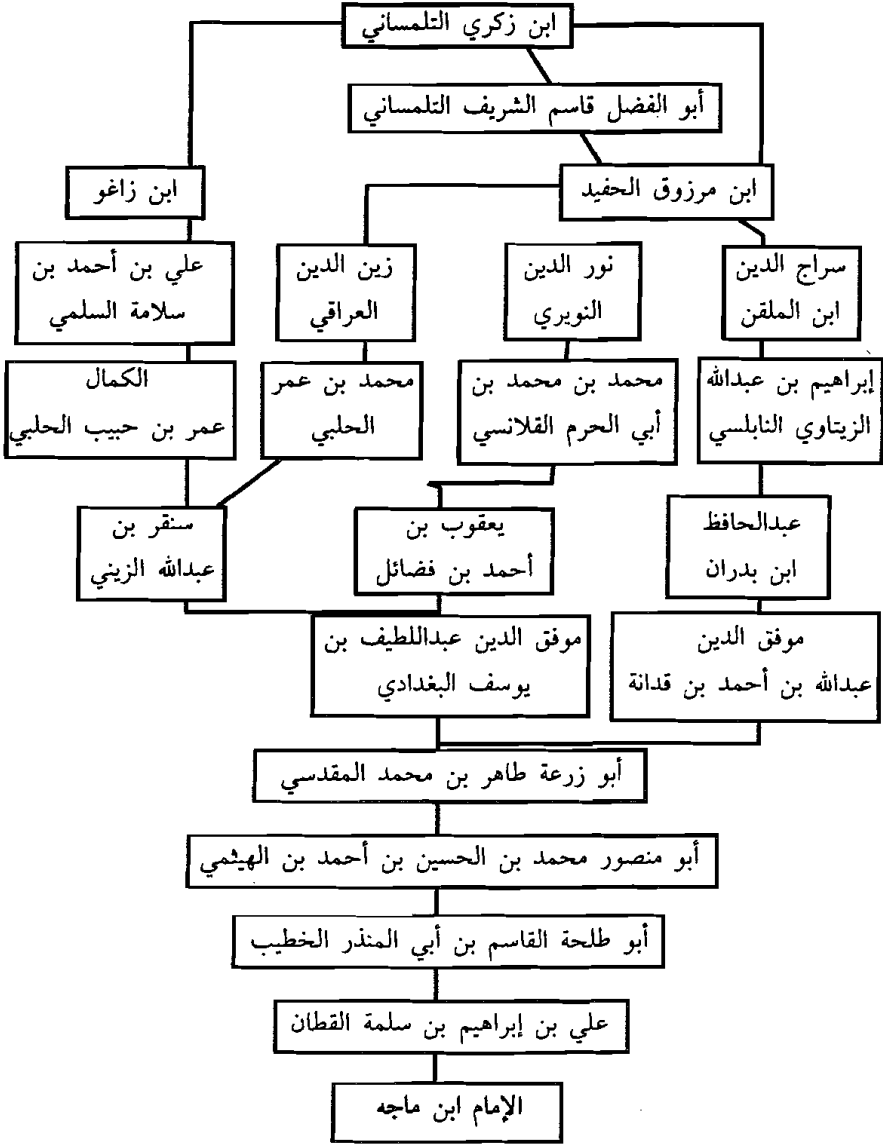 ابن زكري التلمساني
أبو الفضل قاسم الشريف التلمساني
ابن مرزوق الحفيد
ابن زاغو
سراج الدين
ابن الملقن
نور الدين
النويري
زين الدين
العراقي
علي بن أحمد بن
سلامة السلمي
إبراهيم بن عبدالله
الزيتاوي النابلسي
محمد بن محمد بن
أبي الحرم القلانسي
محمد بن عمر
الحلبي
الكمال
عمر بن حبيب الحلبي
عبدالحافظ
ابن بدران
يعقوب بن
أحمد بن فضائل
سنقر بن
عبدالله الزيني
موفق الدين
عبدالله بن أحمد بن قدانة
موفق الدين عبداللطيف بن
يوسف البغدادي
أبو زرعة طاهر بن محمد المقدسي
أبو منصور محمد بن الحسين بن أحمد بن الهيثمي
أبو طلحة القاسم بن أبي المنذر الخطيب
علي بن إبراهيم بن سلمة القطان
الإمام ابن ماجه